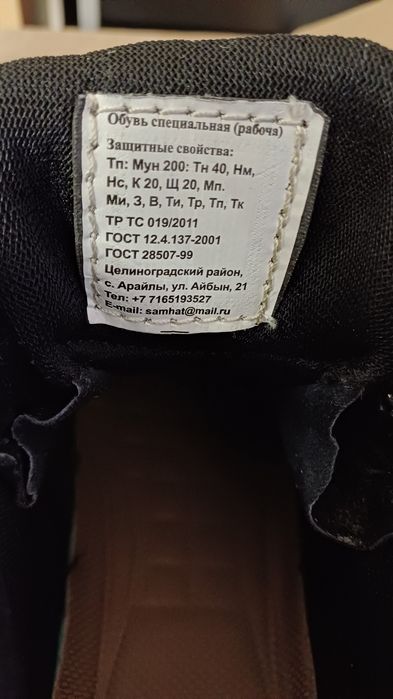 Обувь специальная (рабоча)
Защитные свойства:
Тп: Мун 200: Тн 40, Нм,
Нс, К 20, Щ 20, Мп.
Ми, З, В, Ти, Тр, Тп, Тк
ТР ТС 019/2011
ГОСТ 12.4.137-2001
ГОСТ 28507-99
Целиноградский район,
с. Арайлы, ул. Айбын, 21
Тел: +7 7165193527
E-mail: samhat@mail.ru